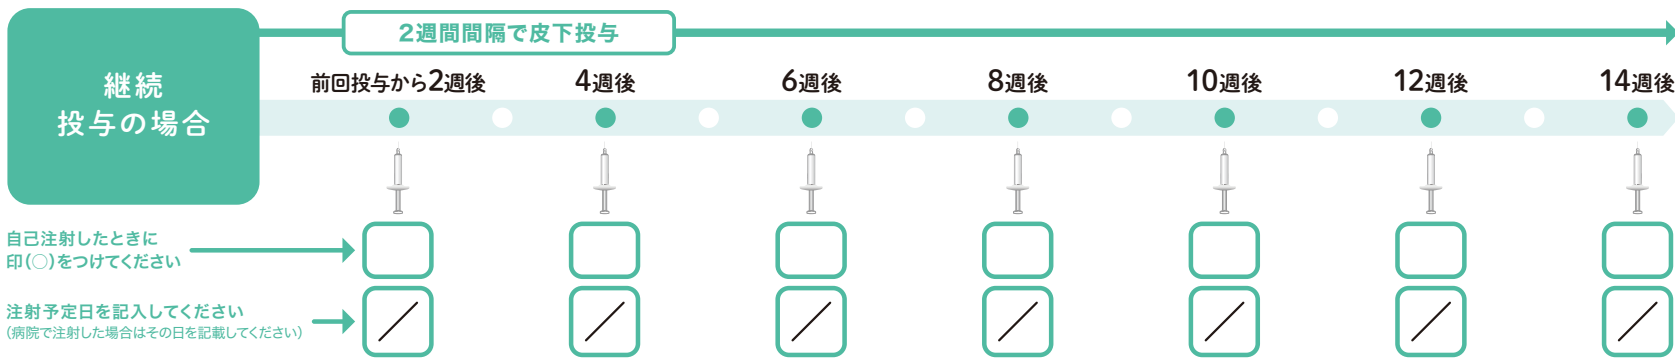 2週間間隔で皮下投与
継続
投与の場合
前回投与から2週後
4週後
6週後
8週後
10週後
12週後
14週後
自己注射したときに
印(○)をつけてください
注射予定日を記入してください
(病院で注射した場合はその日を記載してください)